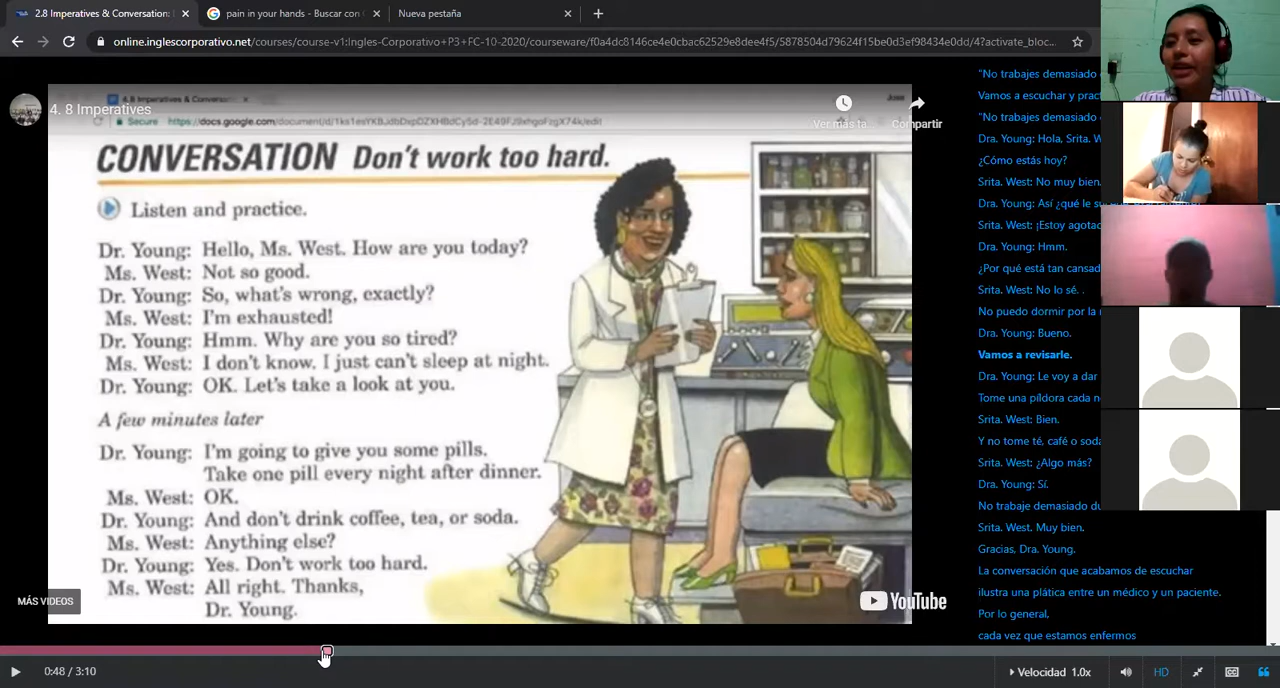 2.8 Imperatives & Conversation:
pain in your hands - Buscar con
Nueva pestaña
online.inglescorporativo.net/courses/course-v1:Ingles-Corporativo+P3+FC-10-2020/courseware/f0a4dc8146ce4e0cbac62529e8dee4f5/5878504d79624f15be0d3ef98434e0dd/4?activate_bloc...
4. 8 Imperatives
4.8 Imperatives & Convers
Secure
Ver más ta...
Compartir
CONVERSATION Don't work too hard.
Listen and practice.
Dr. Young: Hello, Ms. West. How are you today?
Ms. West: Not so good.
Dr. Young: So, what's wrong, exactly?
Ms. West: I'm exhausted!
Dr. Young: Hmm. Why are you so tired?
Ms. West: I don't know. I just can't sleep at night.
Dr. Young: OK. Let's take a look at you.
A few minutes later
Dr. Young: I'm going to give you some pills.
Take one pill every night after dinner.
Ms. West: OK.
Dr. Young: And don't drink coffee, tea, or soda.
Ms. West: Anything else?
Dr. Young: Yes. Don't work too hard.
Ms. West: All right. Thanks,
Dr. Young.
MÁS VIDEOS
YouTube
0:48 / 3:10
Velocidad 1.0x
HD
"No trabajes demasiado
Vamos a escuchar y pract
"No trabajes demasiado
Dra. Young: Hola, Srita. W
¿Cómo estás hoy?
Srita. West: No muy bien.
Dra. Young: Así ¿qué le
Srita. West: ¡Estoy agotad
Dra. Young: Hmm.
¿Por qué está tan cansad
Srita. West: No lo sé. .
No puedo dormir por la
Dra. Young: Bueno.
Vamos a revisarle.
Dra. Young: Le voy a dar
Tome una píldora cada n
Srita. West: Bien.
Y no tome té, café o soda
Srita. West: ¿Algo más?
Dra. Young: Sí.
No trabaje demasiado du
Srita. West. Muy bien.
Gracias, Dra. Young.
La conversación que acabamos de escuchar
ilustra una plática entre un médico y un paciente.
Por lo general,
cada vez que estamos enfermos